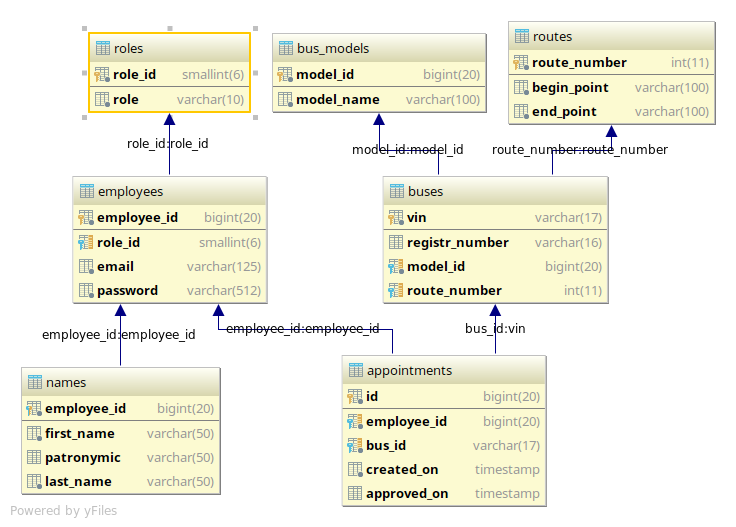 roles
role_id smallint(6)
role varchar(10)
bus_models
model_id bigint(20)
model_name varchar(100)
routes
route_number int(11)
begin_point varchar(100)
end_point varchar(100)
role_id:role_id
model_id:model_id
route_number:route_number
employees
employee_id bigint(20)
role_id smallint(6)
email varchar(125)
password varchar(512)
buses
vin varchar(17)
registr_number varchar(16)
model_id bigint(20)
route_number int(11)
employee_id:employee_id
employee_id:employee_id
bus_id:vin
names
employee_id bigint(20)
first_name varchar(50)
patronymic varchar(50)
last_name varchar(50)
appointments
id bigint(20)
employee_id bigint(20)
bus_id varchar(17)
created_on timestamp
approved_on timestamp
Powered by yFiles